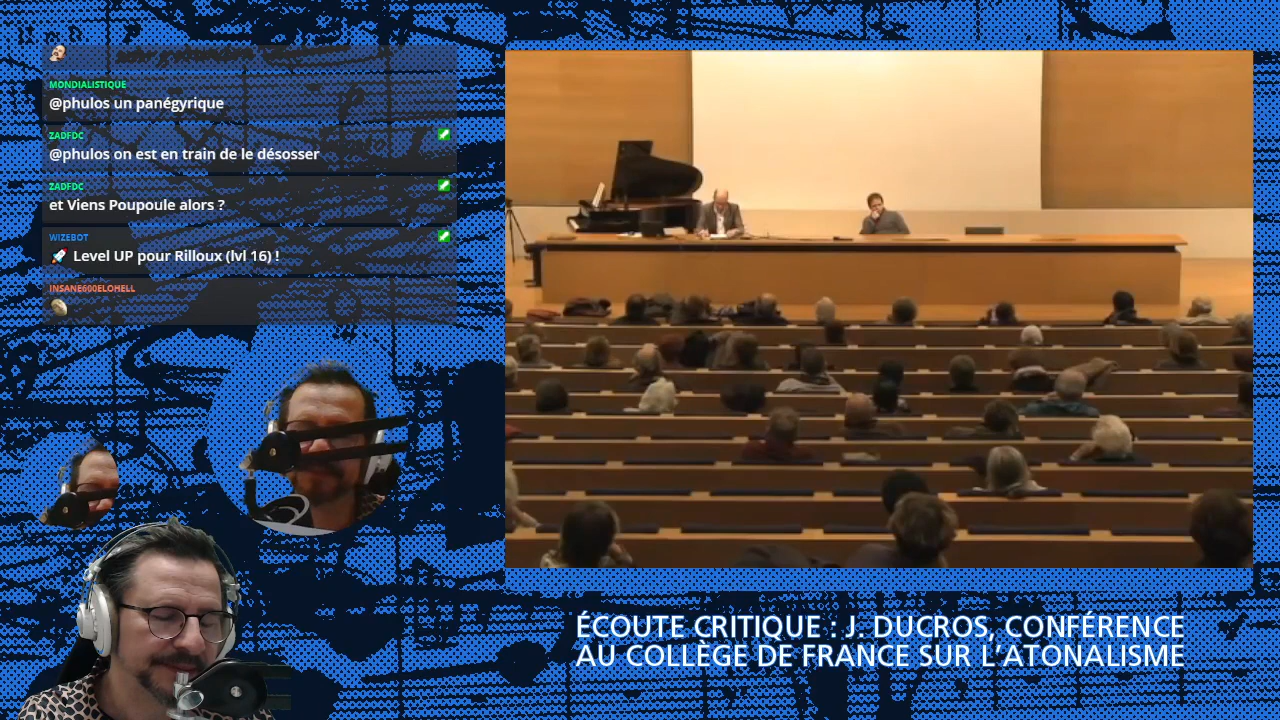 MONDIALISTIQUE
@phulos un panégyrique
ZADFDC
@phulos on est en train de le désosser
ZADFDC
et Viens Poupoule alors ?
WIZEBOT
Level UP pour Rilloux (lvl 16) !
INSANE600ELOHELL
ÉCOUTE CRITIQUE : J. DUCROS, CONFÉRENCE
AU COLLÈGE DE FRANCE SUR L’ATONALISME